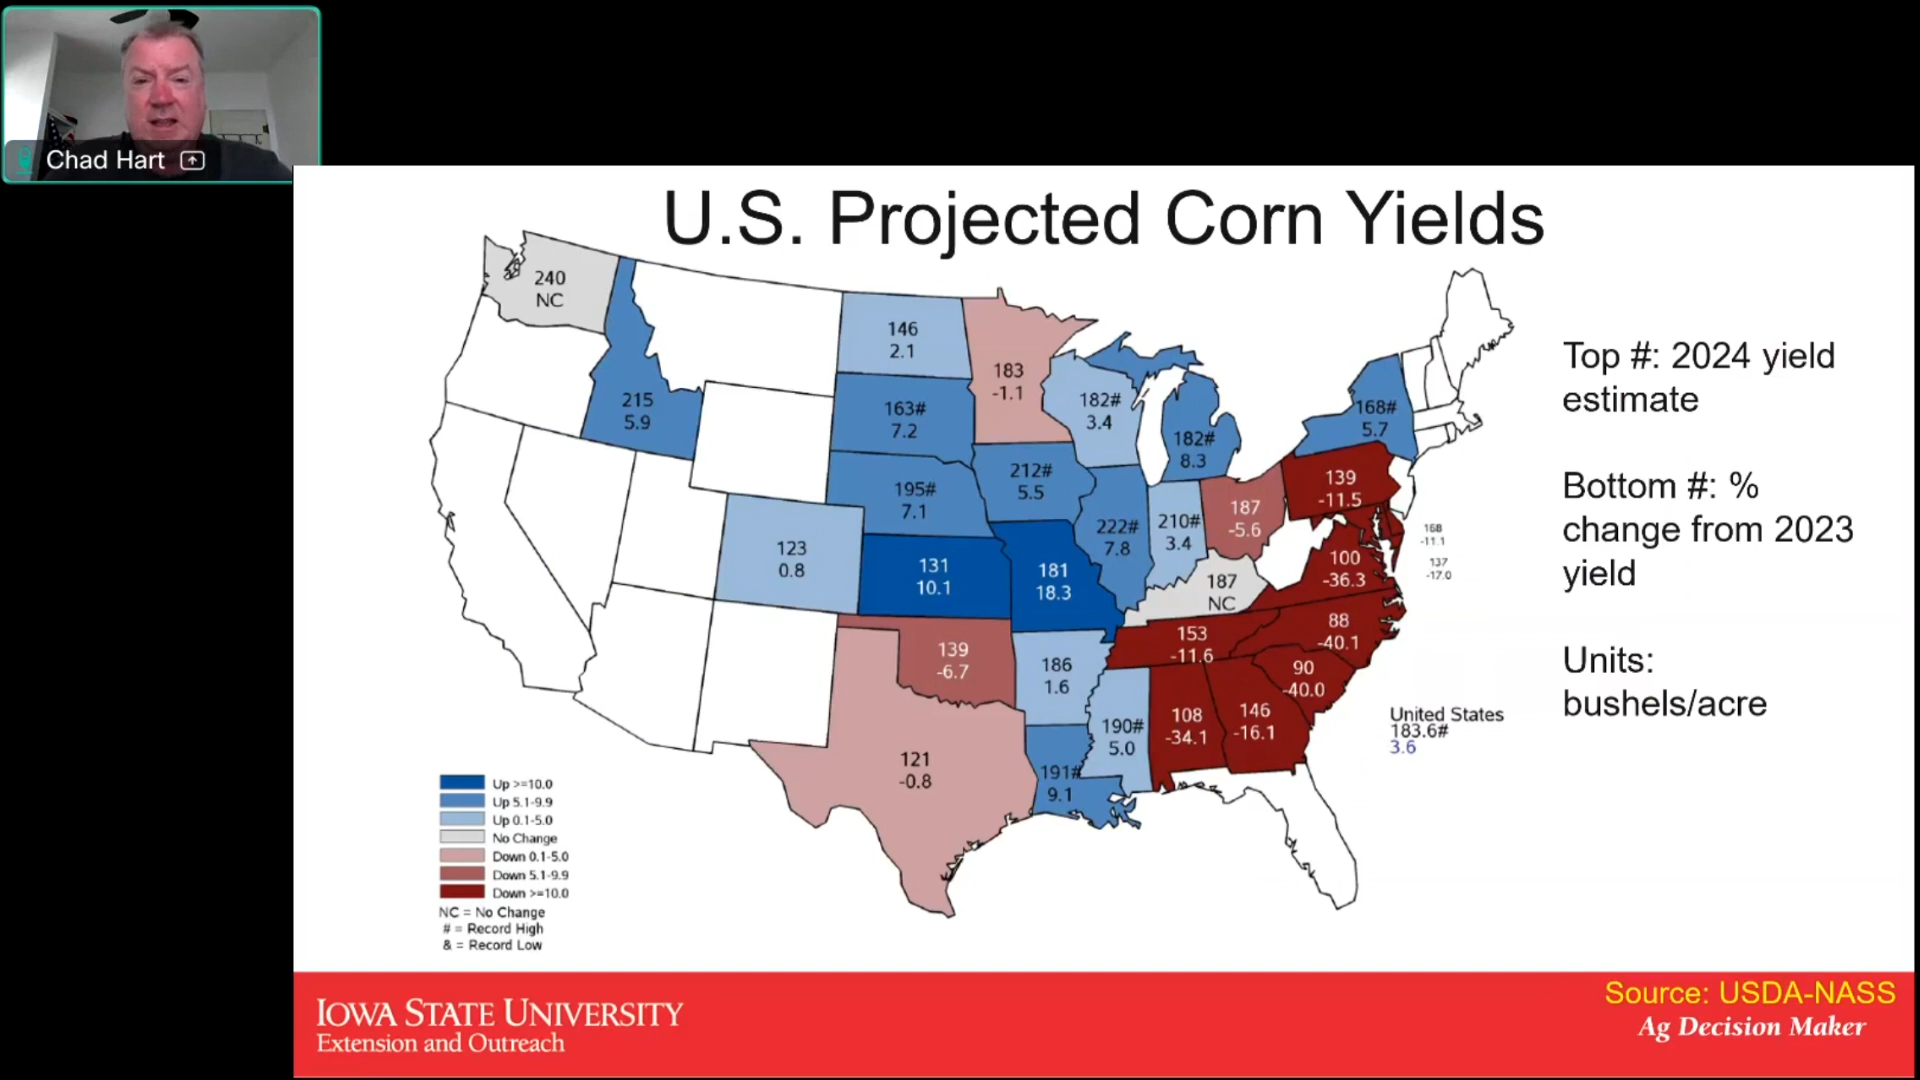 Chad Hart
U.S. Projected Corn Yields
240
NC
215
5.9
146
2.1
163#
7.2
195#
7.1
123
0.8
131
10.1
139
-6.7
121
-0.8
183
-1.1
212#
5.5
181
18.3
186
1.6
191#
9.1
182#
3.4
222#
7.8
190#
5.0
182#
8.3
210#
3.4
187
-5.6
187
NC
153
-11.6
108
-34.1
146
-16.1
168#
5.7
139
-11.5
168
-11.1
137
-17.0
100
-36.3
88
-40.1
90
-40.0
United States
183.6#
3.6
Top #: 2024 yield
estimate
Bottom #: %
change from 2023
yield
Units:
bushels/acre
Up >=10.0
Up 5.1-9.9
Up 0.1-5.0
No Change
Down 0.1-5.0
Down 5.1-9.9
Down >=10.0
NC = No Change
# = Record High
& = Record Low
IOWA STATE UNIVERSITY
Extension and Outreach
Source: USDA-NASS
Ag Decision Maker